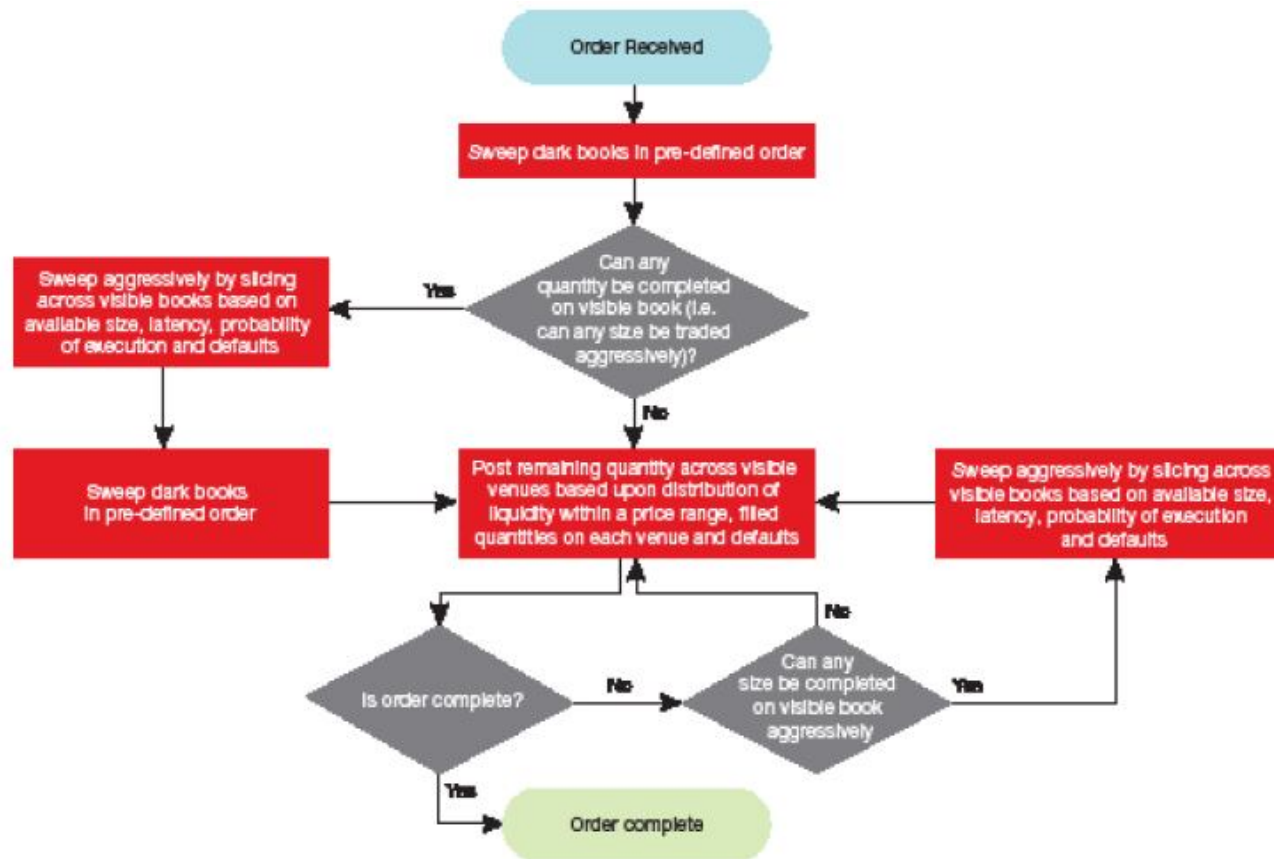 Order Received
Sweep dark books in pre-defined order
Can any
quantity be completed
on visible book (i.e.
can any size be traded
aggressively)?
Yes
Sweep aggressively by slicing
across visible books based on
available size, latency, probability
of execution and defaults
No
Sweep dark books
in pre-defined order
Post remaining quantity across visible
venues based upon distribution of
liquidity within a price range, filled
quantities on each venue and defaults
Sweep aggressively by slicing across
visible books based on available size,
latency, probability of execution
and defaults
Is order complete?
No
Can any
size be completed
on visible book
aggressively
No
Yes
Yes
Order complete